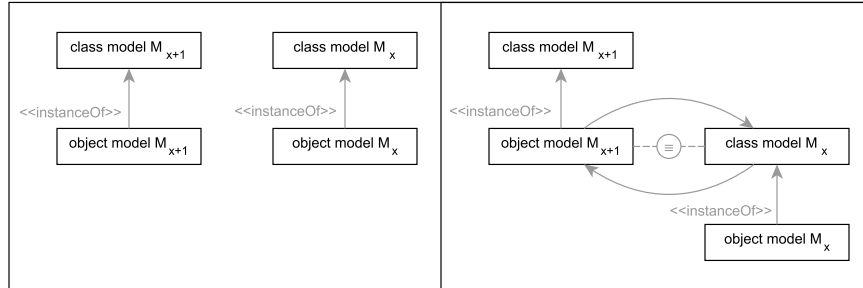 class model M x+1
<<instanceOf>>
object model M x+1
class model M x
<<instanceOf>>
object model M x
class model M x+1
<<instanceOf>>
object model M x+1
≡
class model M x
<<instanceOf>>
object model M x